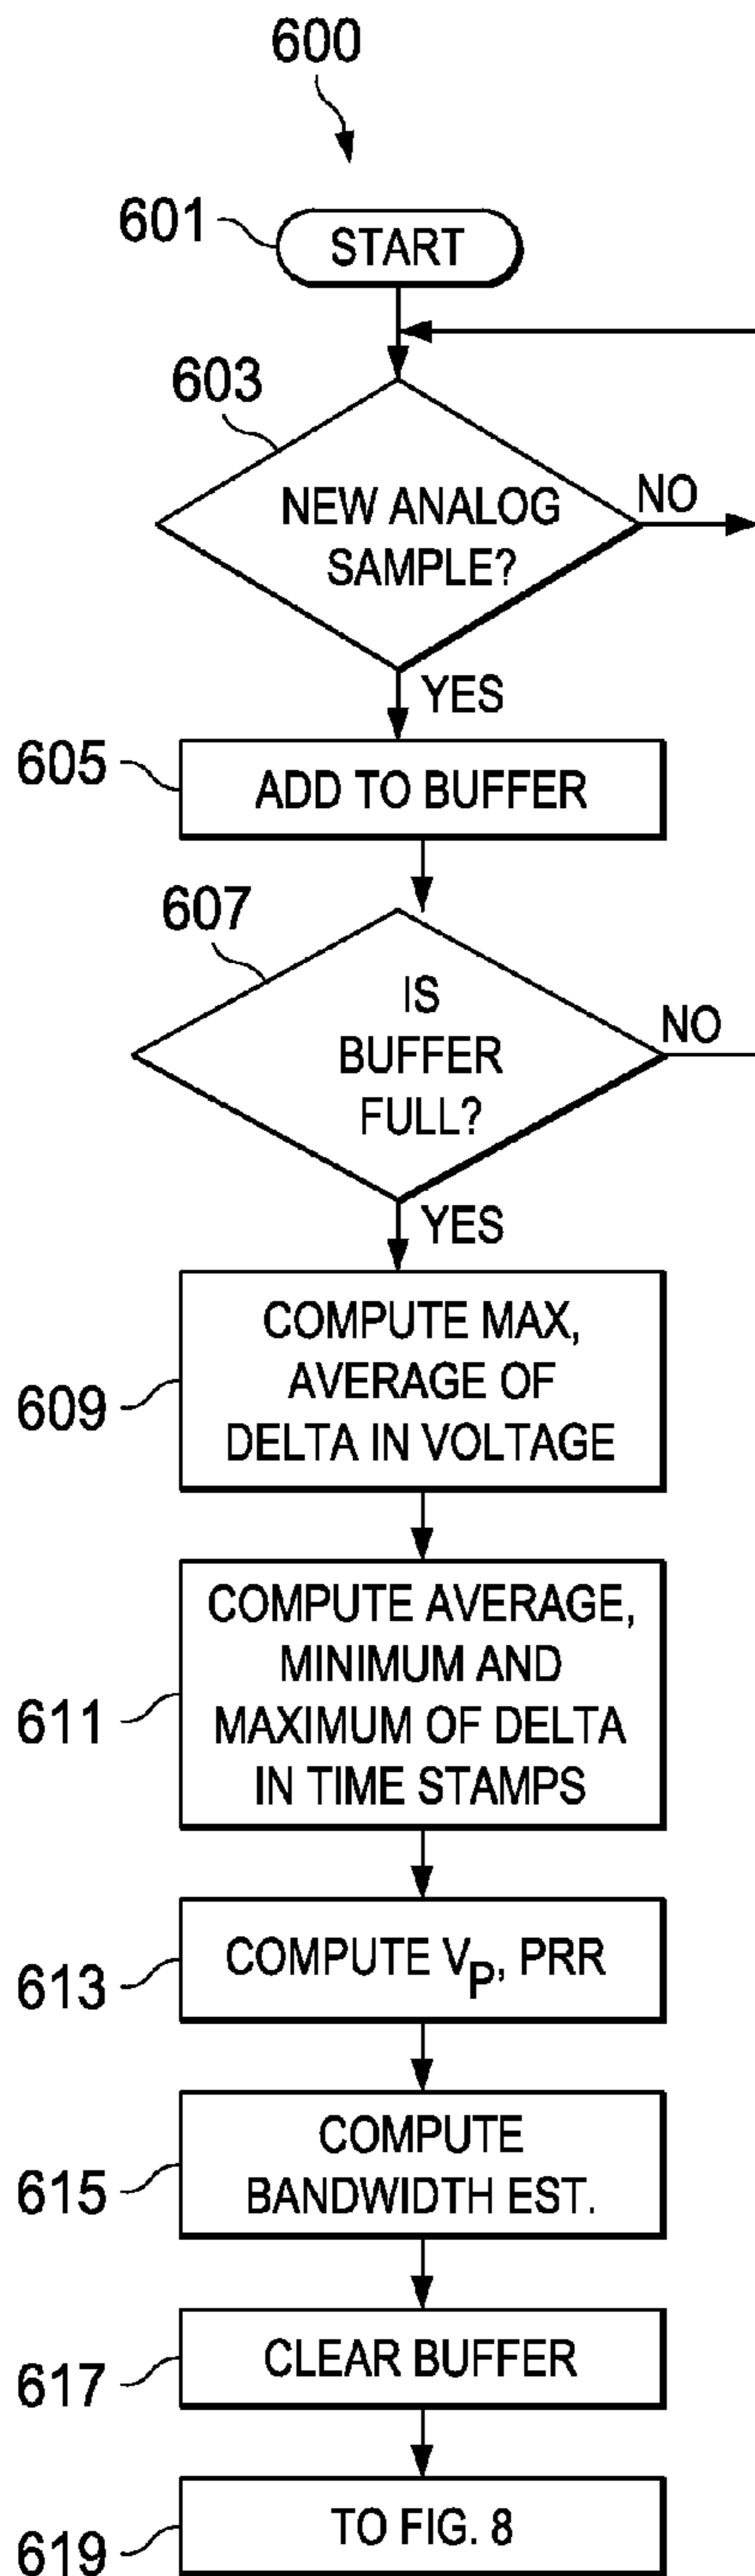 600
601
START
603
NEW ANALOG
SAMPLE?
NO
YES
605
ADD TO BUFFER
607
IS
BUFFER
FULL?
NO
YES
609
COMPUTE MAX,
AVERAGE OF
DELTA IN VOLTAGE
611
COMPUTE AVERAGE,
MINIMUM AND
MAXIMUM OF DELTA
IN TIME STAMPS
613
COMPUTE VP, PRR
615
COMPUTE
BANDWIDTH EST.
617
CLEAR BUFFER
619
TO FIG. 8